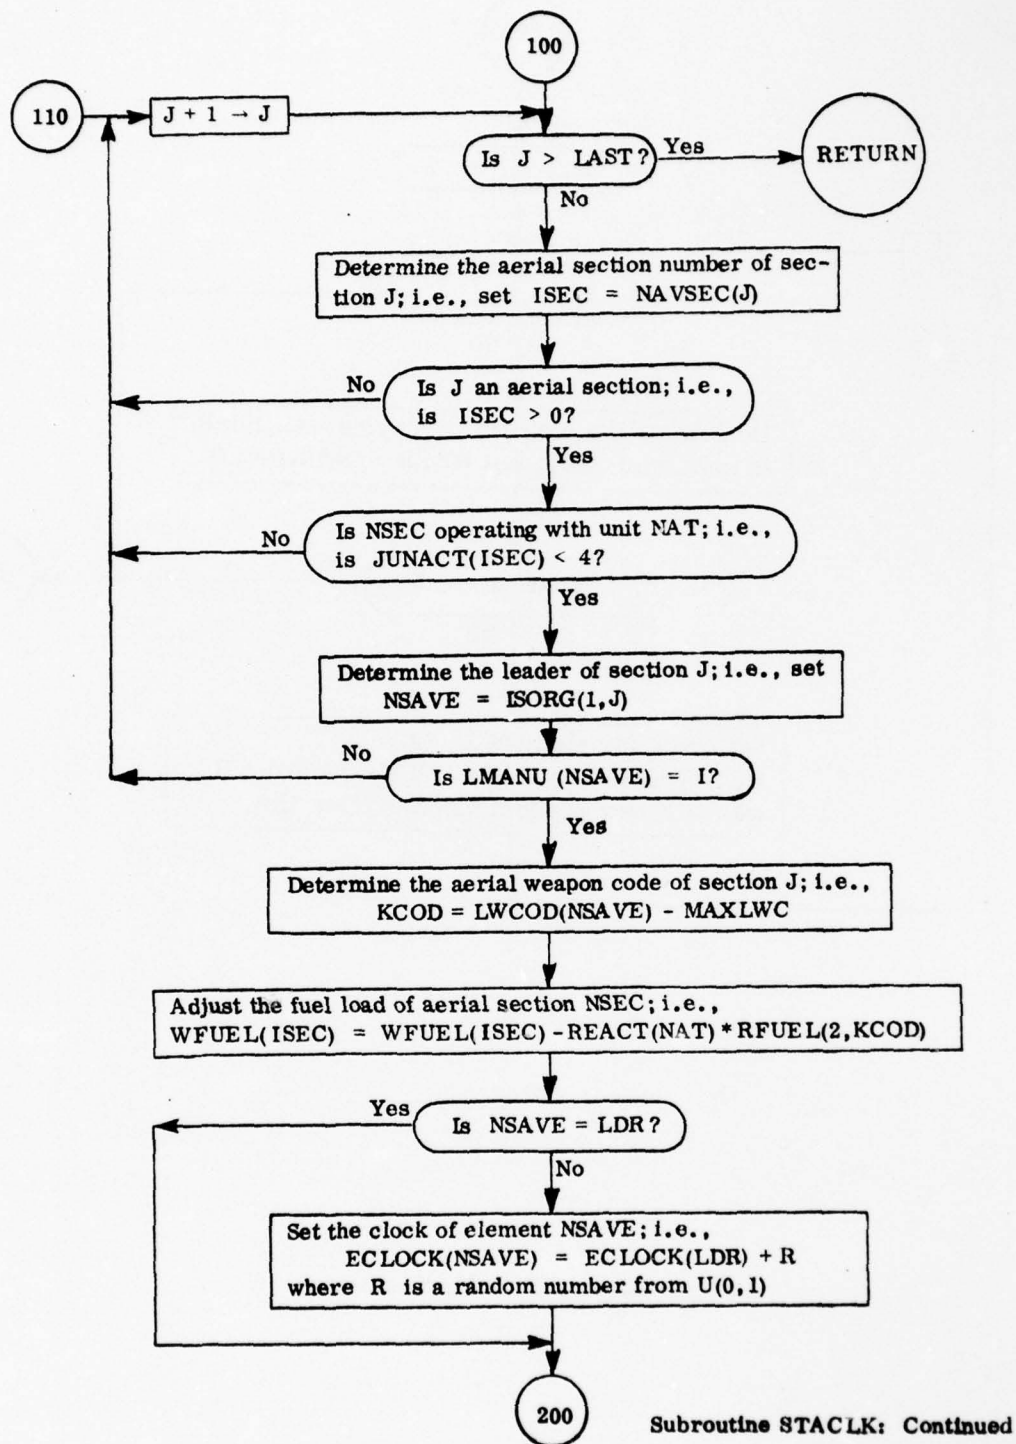 100
110
J + 1 → J
Is J > LAST?
Yes
RETURN
No
Determine the aerial section number of sec-
tion J; i.e., set ISEC = NAVSEC(J)
No
Is J an aerial section; i.e.,
is ISEC > 0?
Yes
No
Is NSEC operating with unit NAT; i.e.,
is JUNACT(ISEC) < 4?
Yes
Determine the leader of section J; i.e., set
NSAVE = ISORG(1,J)
No
Is LMANU (NSAVE) = I?
Yes
Determine the aerial weapon code of section J; i.e.,
KCOD = LWCOD(NSAVE) - MAXLWC
Adjust the fuel load of aerial section NSEC; i.e.,
WFUEL(ISEC) = WFUEL(ISEC) -REACT(NAT) * RFUEL(2,KCOD)
Yes
Is NSAVE = LDR?
No
Set the clock of element NSAVE; i.e.,
ECLOCK(NSAVE) = ECLOCK(LDR) + R
where R is a random number from U(0,1)
200
Subroutine STACLK: Continued